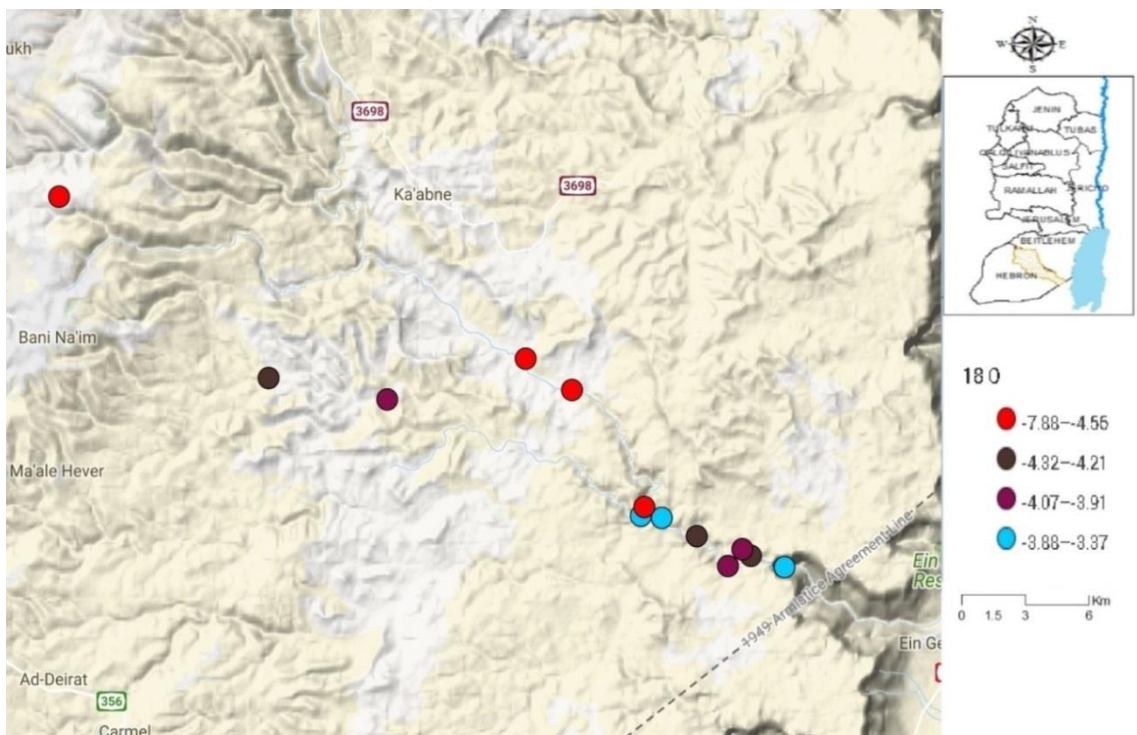 ukh
3698
Ka'abne
3698
Bani Na'im
Ma'ale Hever
Ad-Deirat
356
Carmel
1949 Armistice Agreement Line
Ein
Res
Ein Ge
N
W E
S
JENIN
TUBAS
SALFIT
RAMALLAH
JERUSALEM
BEITLEHEM
HEBRON
18 0
-7.88--4.55
-4.32--4.21
-4.07--3.91
-3.88--3.37
Km
0 1.5 3 6